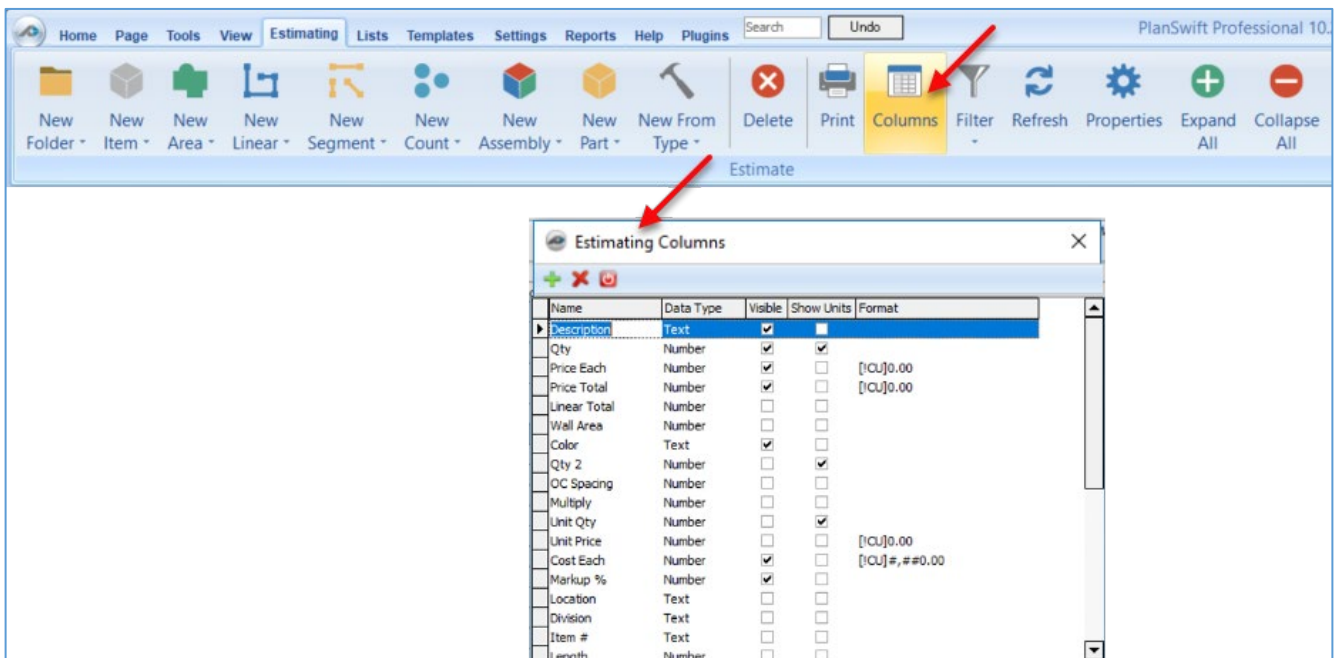 Home Page Tools View Estimating Lists Templates Settings Reports Help Plugins Search Undo PlanSwift Professional 10.
New Folder
New Item
New Area
New Linear
New Segment
New Count
New Assembly
New Part
New From Type
Delete
Print
Columns
Filter
Refresh
Properties
Expand All
Collapse All
Estimate
Estimating Columns
Name Data Type Visible Show Units Format
Description Text
Qty Number
Price Each Number [!CU]0.00
Price Total Number [!CU]0.00
Linear Total Number
Wall Area Number
Color Text
Qty 2 Number
OC Spacing Number
Multiply Number
Unit Qty Number
Unit Price Number [!CU]0.00
Cost Each Number [!CU]#,##0.00
Markup % Number
Location Text
Division Text
Item # Text
Length Number